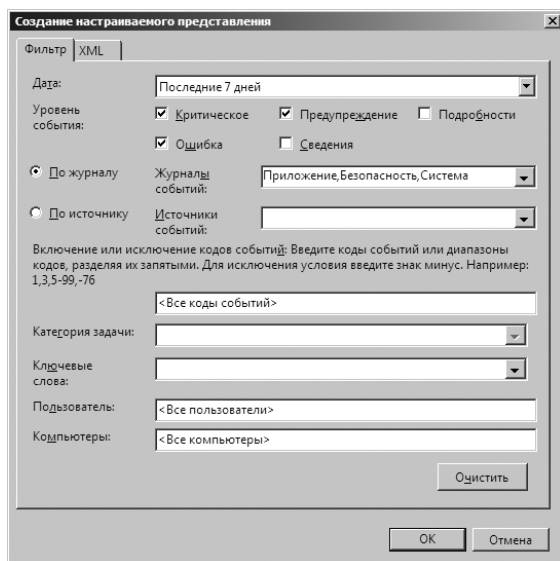 Создание настраиваемого представления
Фильтр XML
Дата: Последние 7 дней
Уровень события: Критическое Предупреждение Подробности
Ошибка Сведения
По журналу Журналы событий: Приложение,Безопасность,Система
По источнику Источники событий:
Включение или исключение кодов событий: Введите коды событий или диапазоны
кодов, разделяя их запятыми. Для исключения условия введите знак минус. Например:
1,3,5-99,-76
<Все коды событий>
Категория задачи:
Ключевые
слова:
Пользователь: <Все пользователи>
Компьютеры: <Все компьютеры>
Очистить
OK Отмена